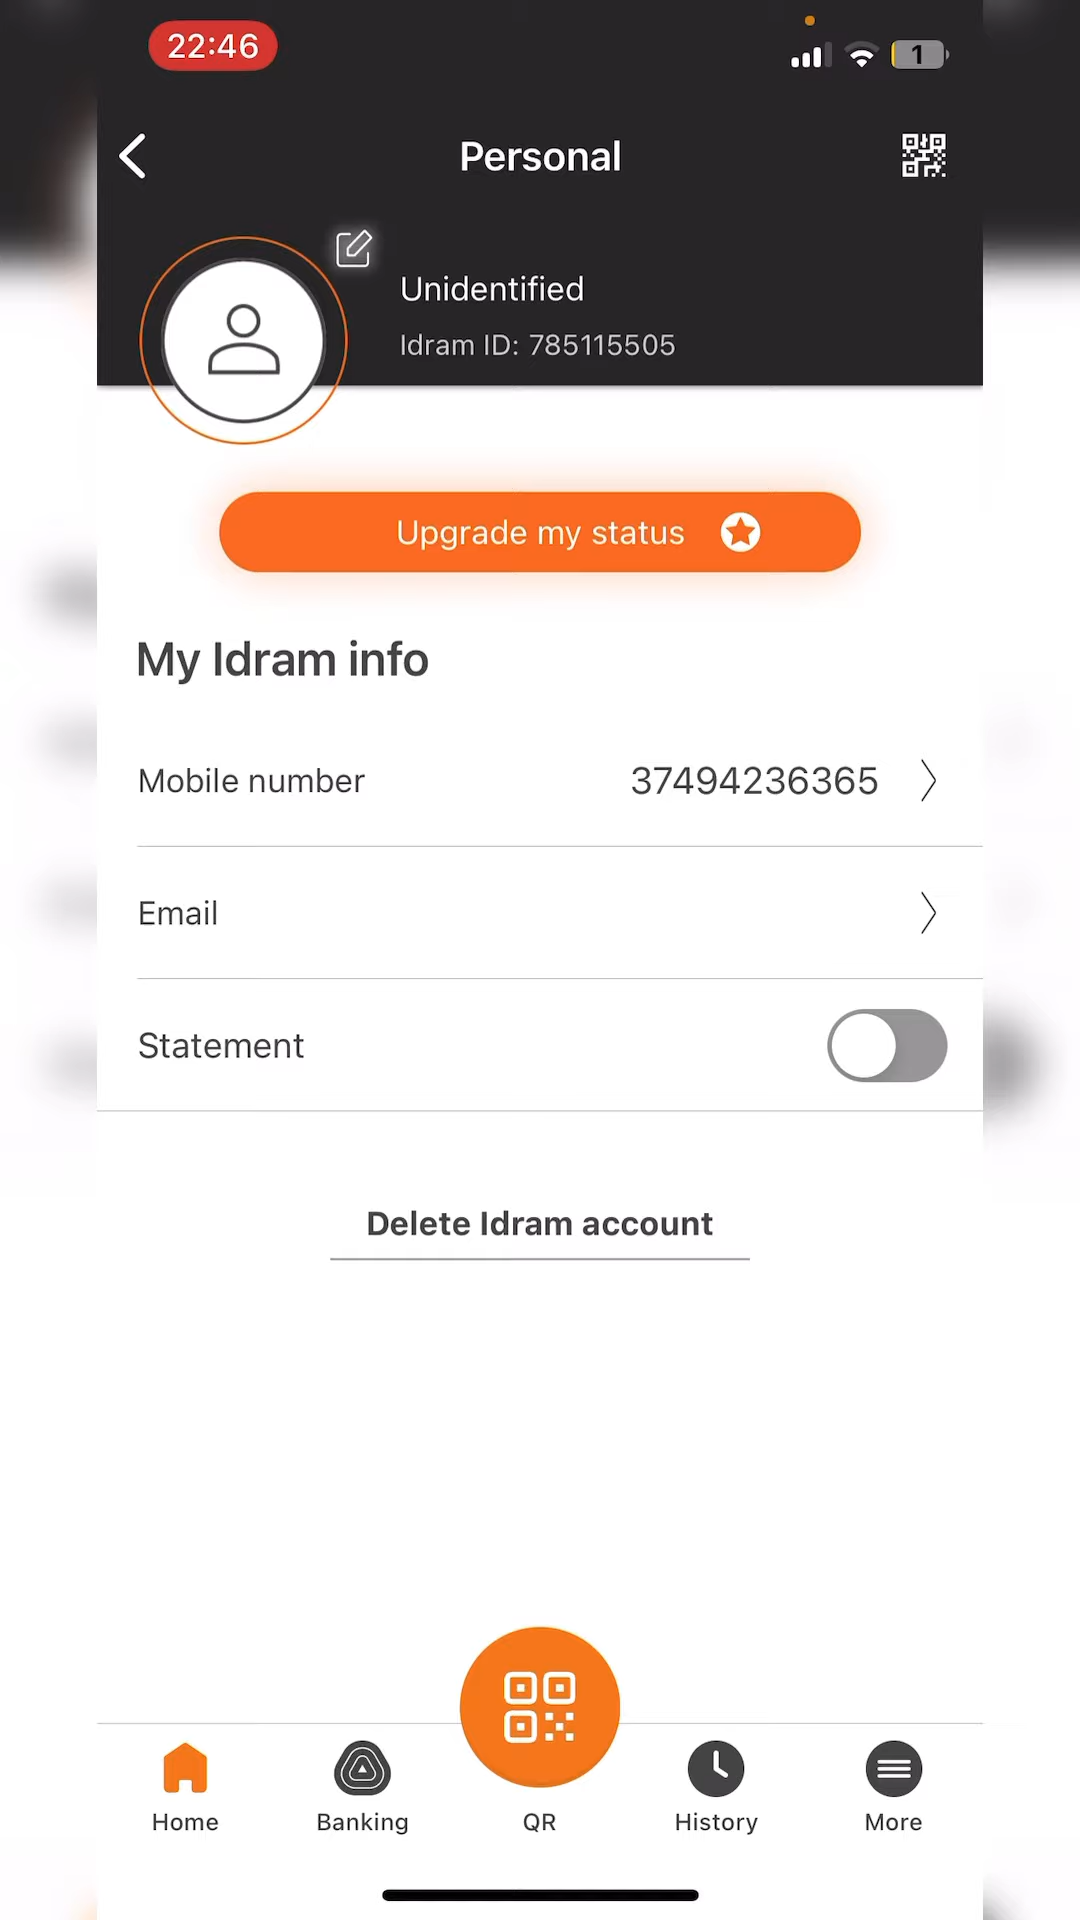 22:46
1
Personal
Unidentified
Idram ID: 785115505
Upgrade my status
My Idram info
Mobile number 37494236365
Email
Statement
Delete Idram account
Home Banking QR History More